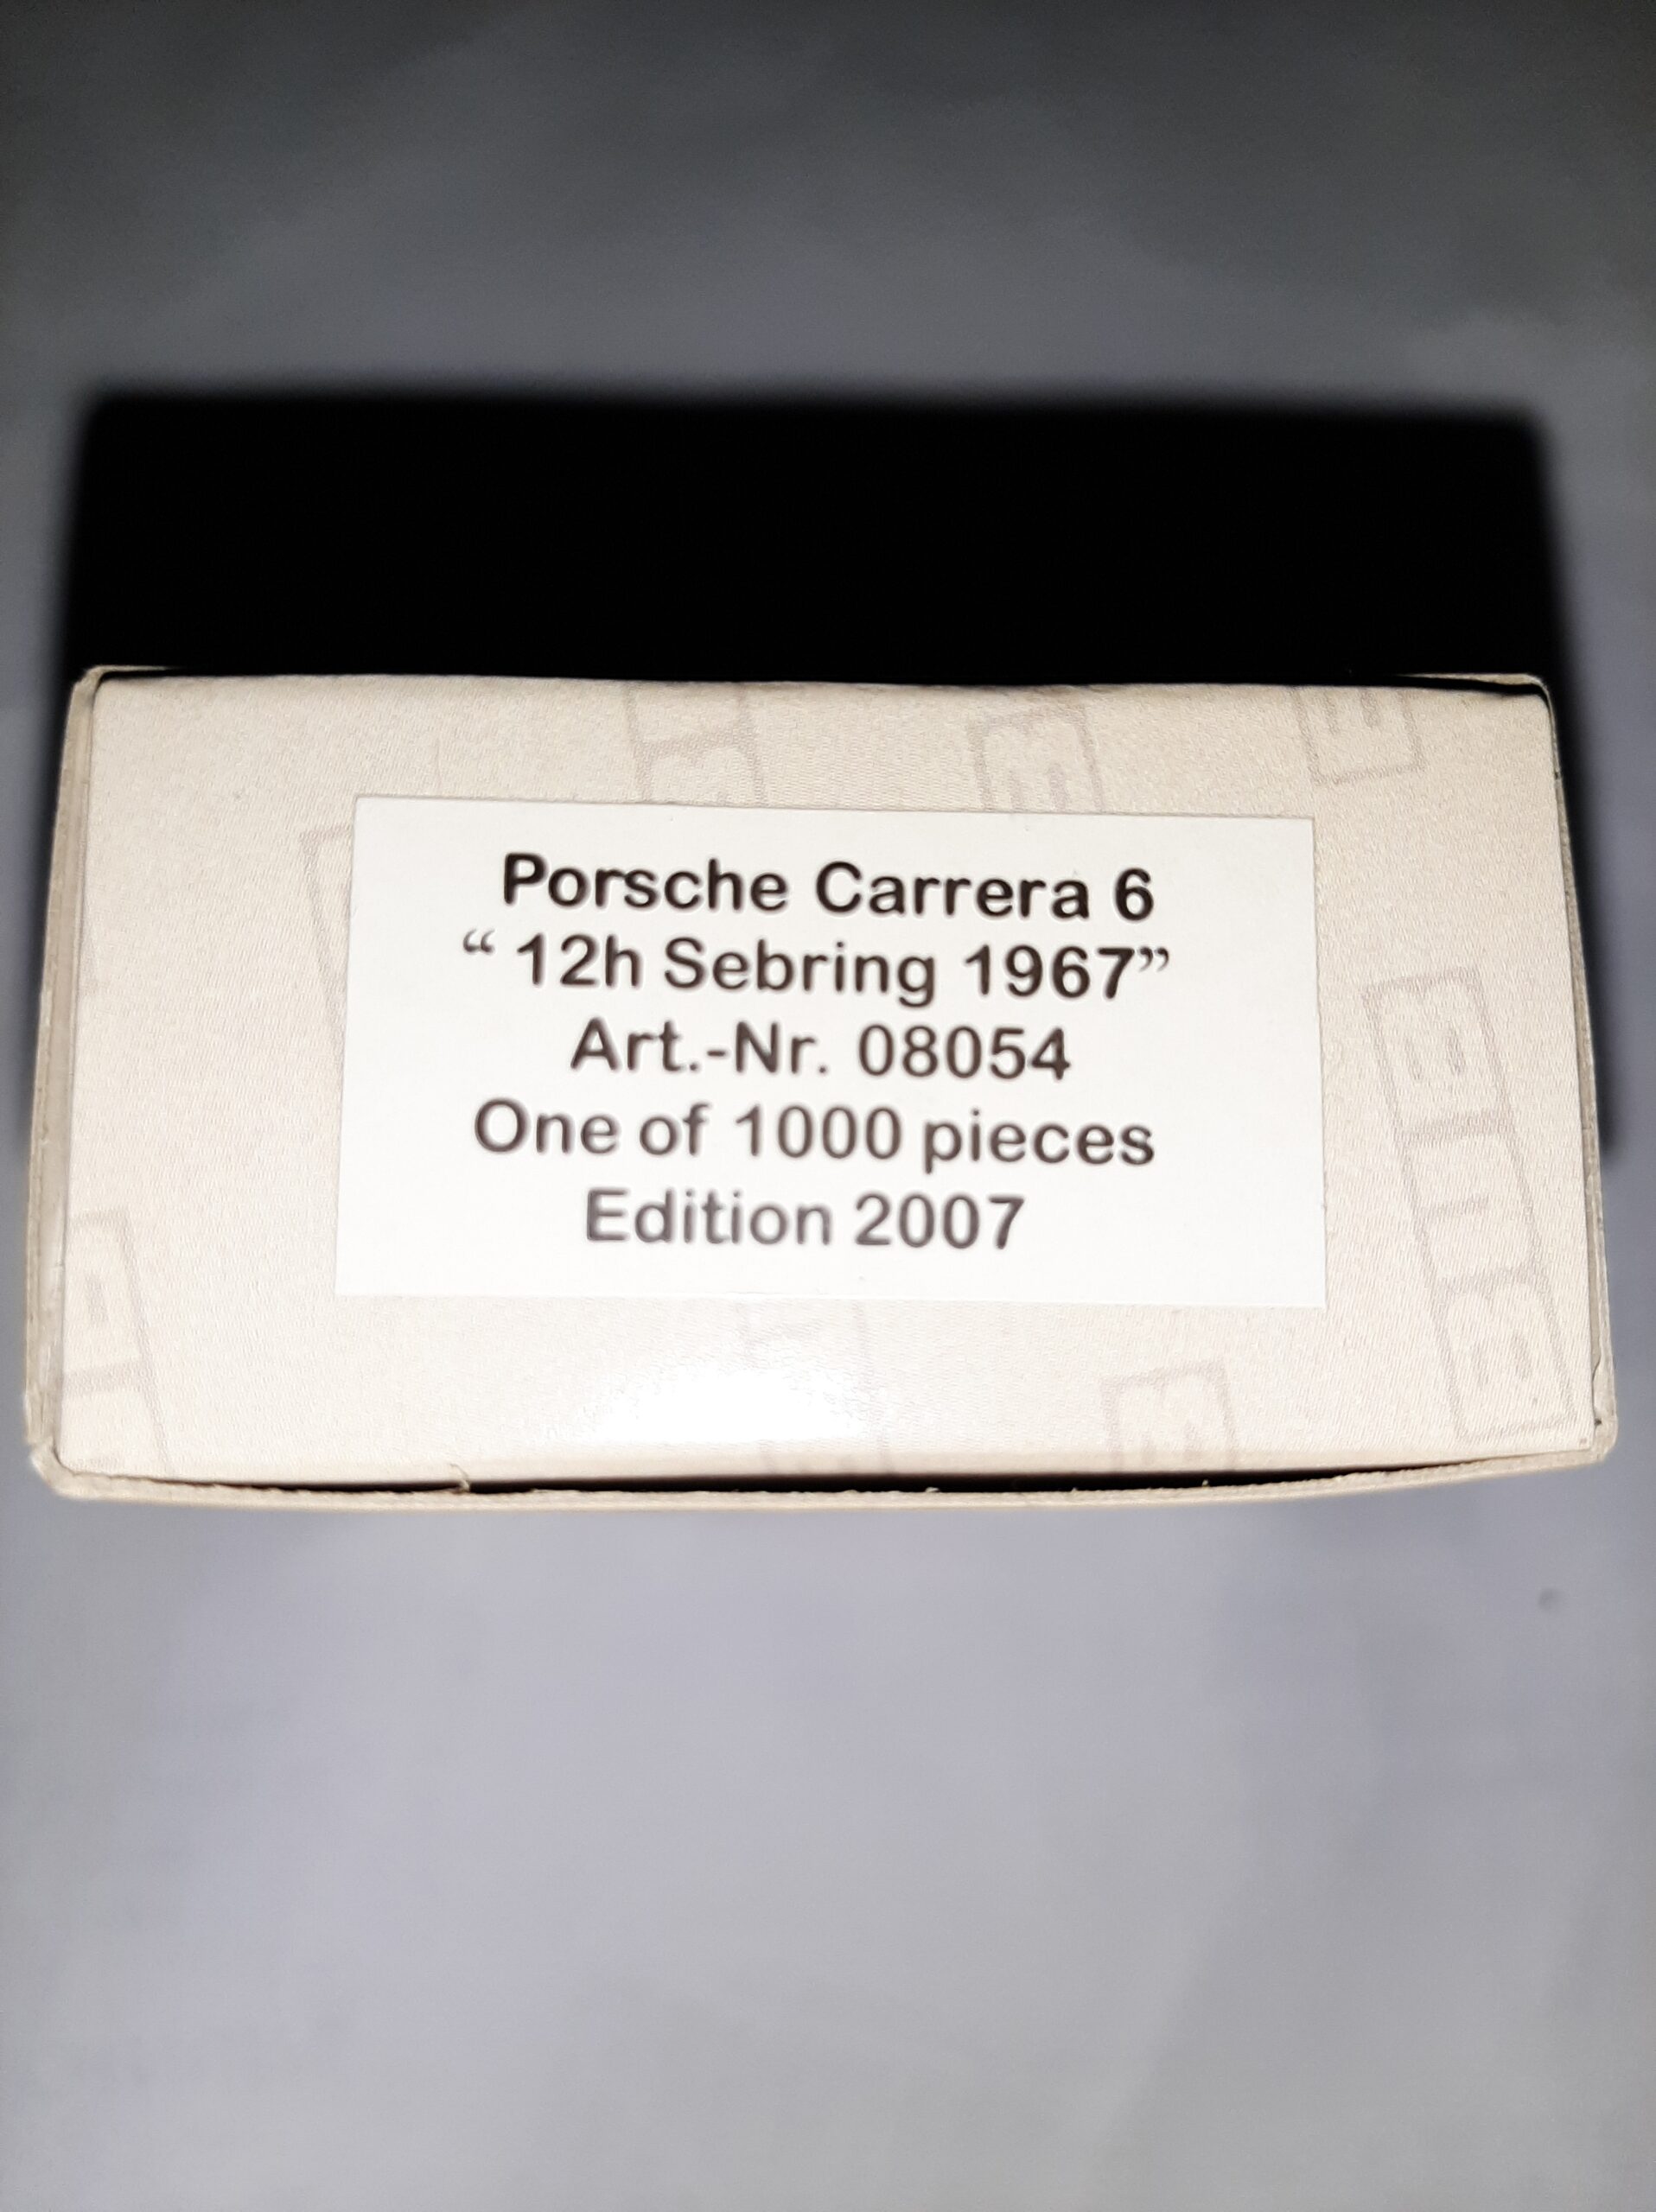 Porsche Carrera 6
“ 12h Sebring 1967”
Art.-Nr. 08054
One of 1000 pieces
Edition 2007